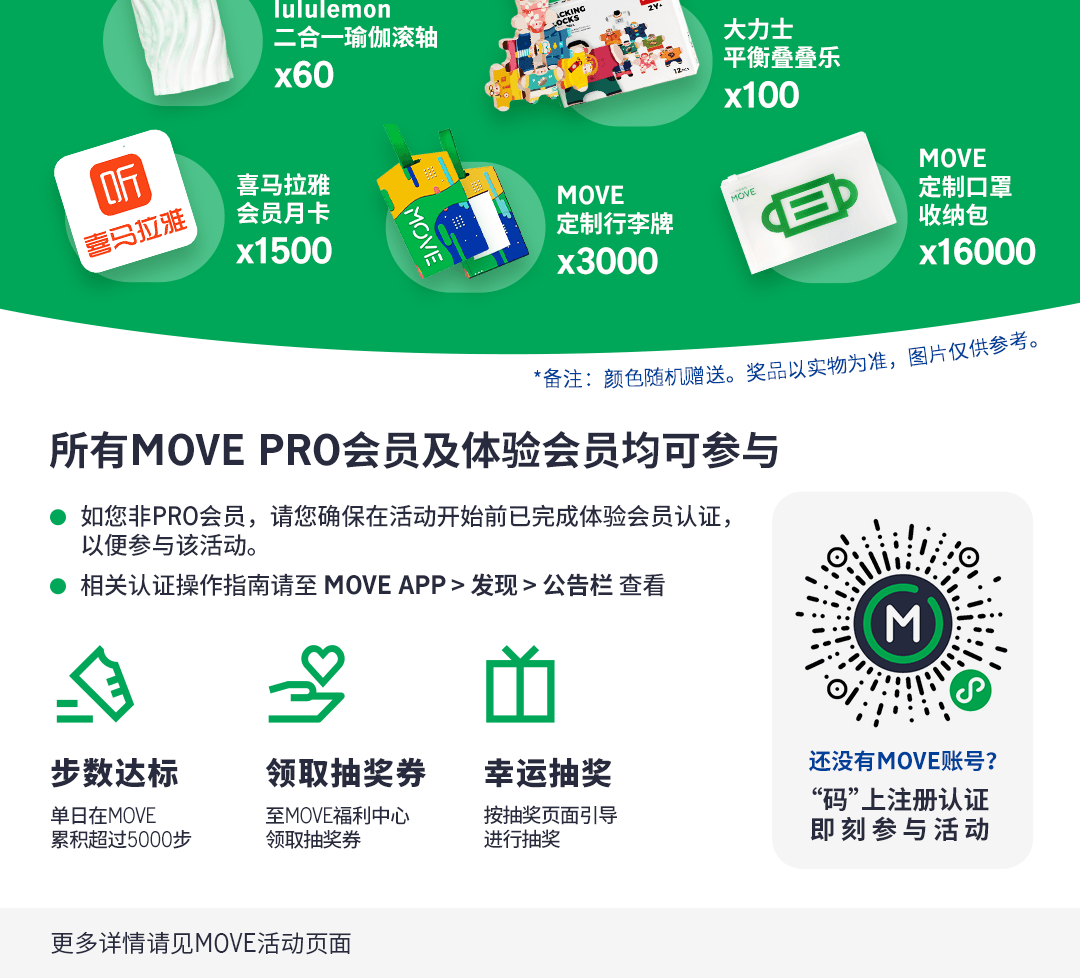 lululemon
二合一瑜伽滚轴
x60
CKING
OCKS
2Y+
12PCS
大力士
平衡叠叠乐
x100
听
喜马拉雅
喜马拉雅
会员月卡
x1500
MOVE
MOVE
定制行李牌
x3000
MOVE
MOVE
定制口罩
收纳包
x16000
*备注：颜色随机赠送。奖品以实物为准，图片仅供参考。
所有MOVE PRO会员及体验会员均可参与
如您非PRO会员，请您确保在活动开始前已完成体验会员认证，
以便参与该活动。
相关认证操作指南请至 MOVE APP > 发现 > 公告栏 查看
步数达标
单日在MOVE
累积超过5000步
领取抽奖券
至MOVE福利中心
领取抽奖券
幸运抽奖
按抽奖页面引导
进行抽奖
M
还没有MOVE账号？
“码”上注册认证
即刻参与活动
更多详情请见MOVE活动页面